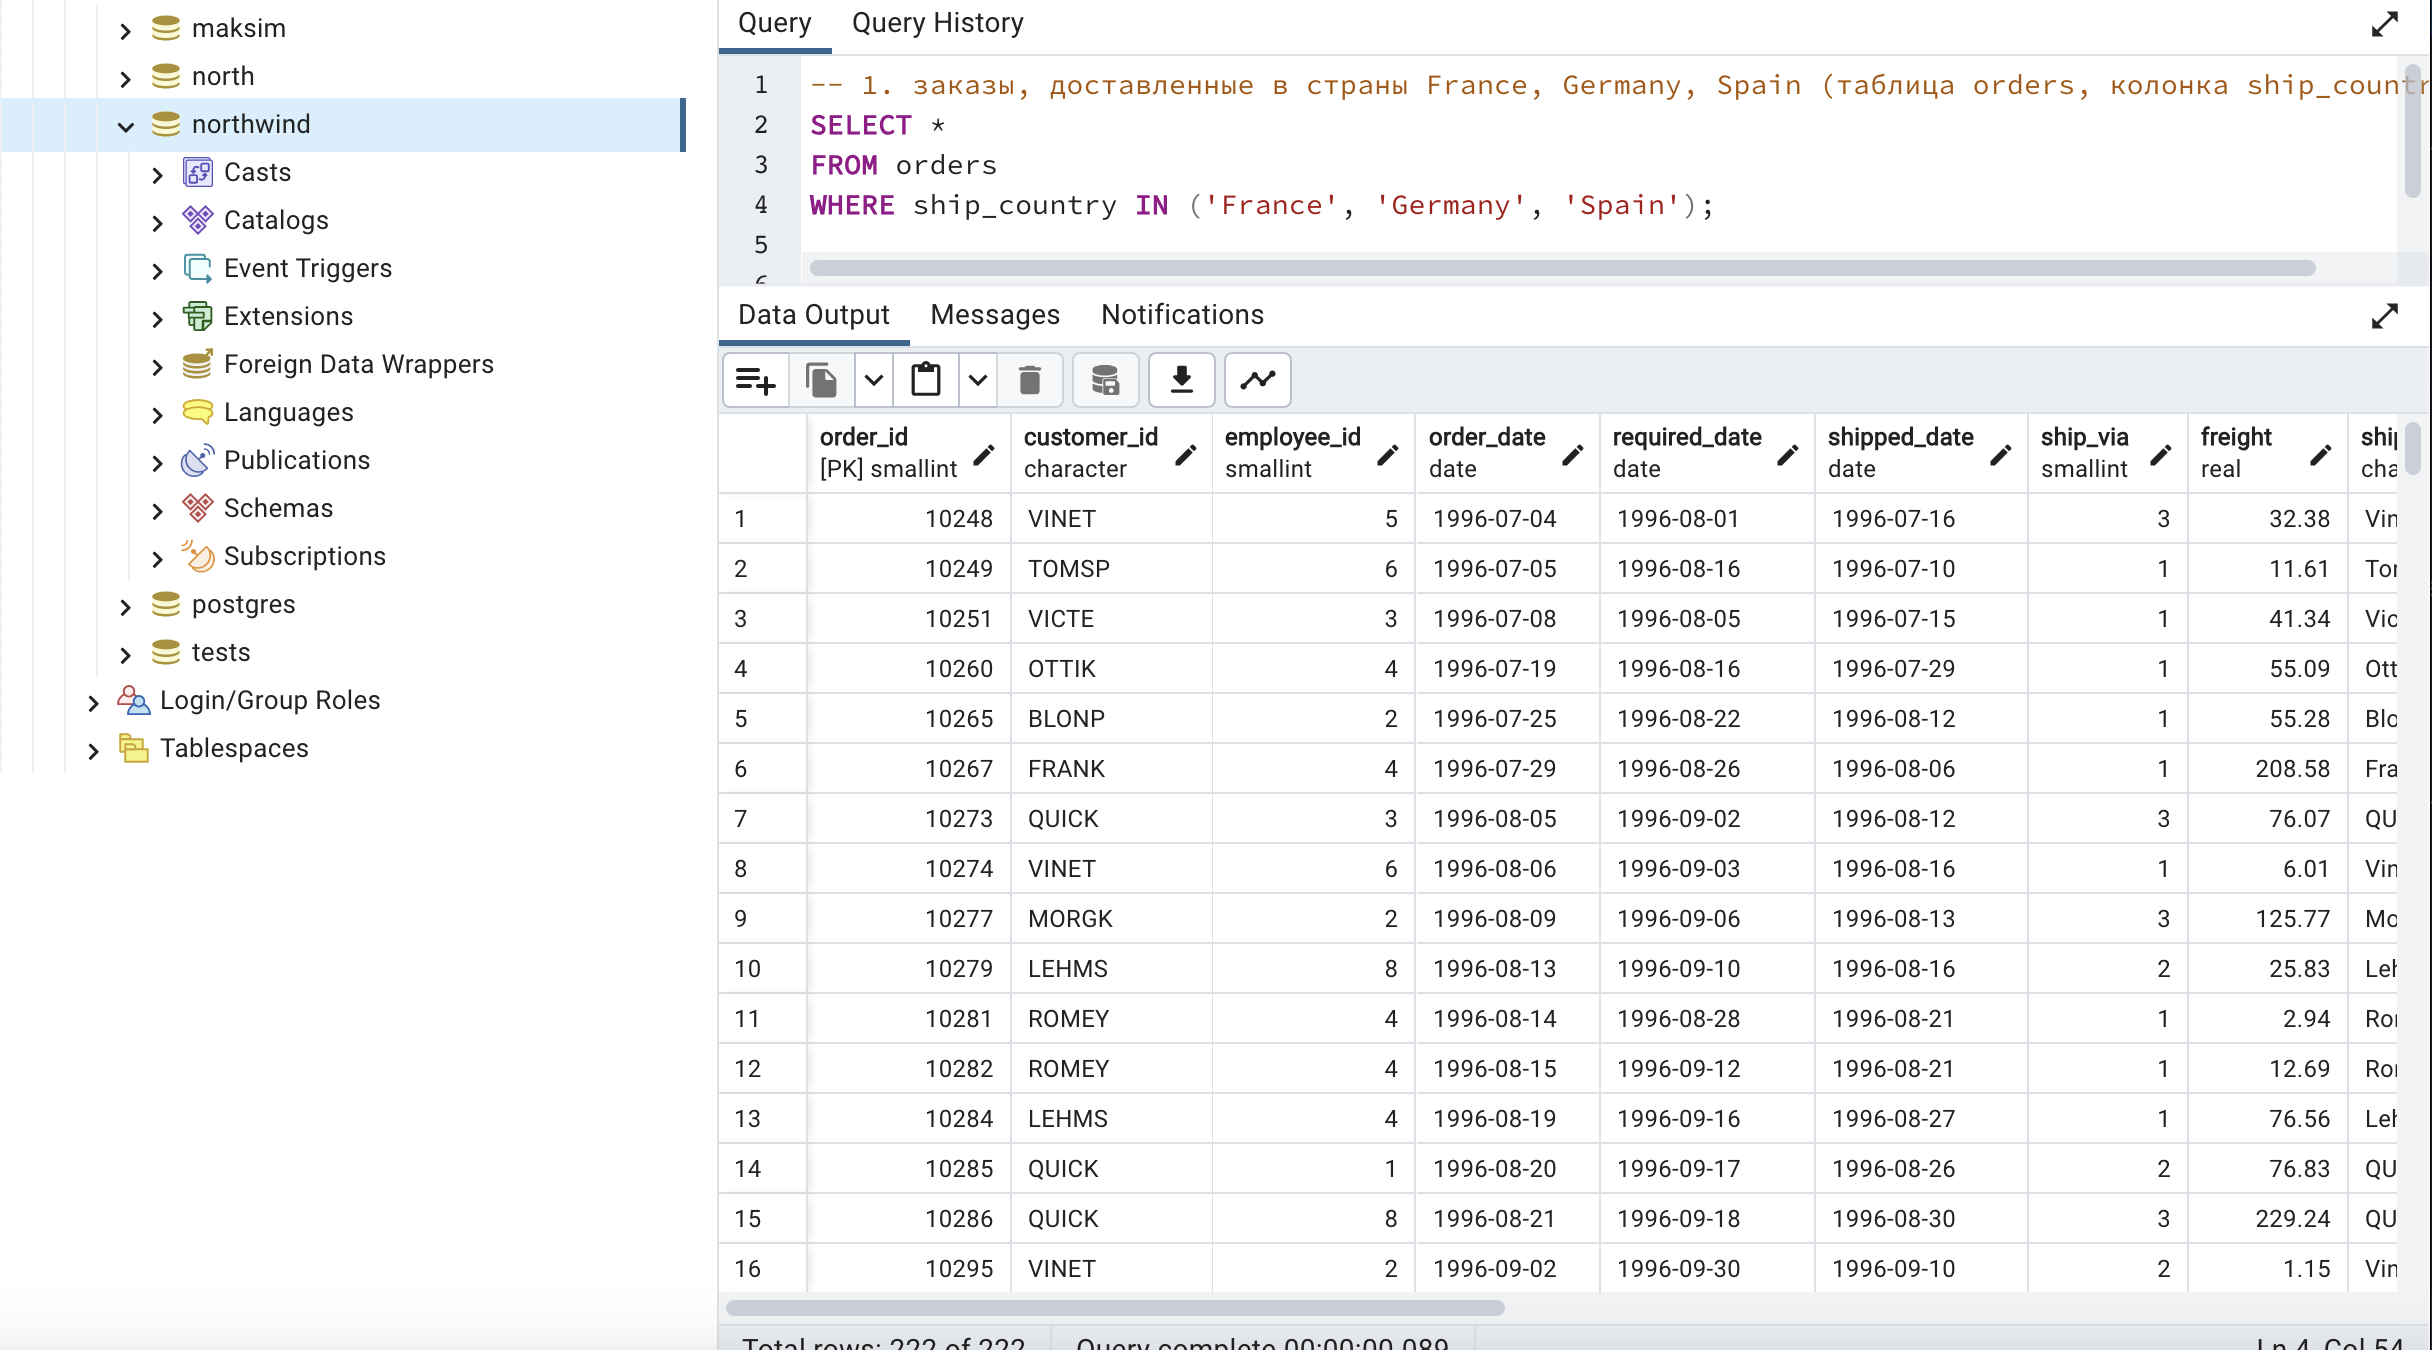 maksim
north
northwind
Casts
Catalogs
Event Triggers
Extensions
Foreign Data Wrappers
Languages
Publications
Schemas
Subscriptions
postgres
tests
Login/Group Roles
Tablespaces
Query Query History
1 -- 1. заказы, доставленные в страны France, Germany, Spain (таблица orders, колонка ship_countr
2 SELECT *
3 FROM orders
4 WHERE ship_country IN ('France', 'Germany', 'Spain');
5
6
Data Output Messages Notifications
order_id customer_id employee_id order_date required_date shipped_date ship_via freight ship
[PK] smallint character smallint date date date smallint real cha
1 10248 VINET 5 1996-07-04 1996-08-01 1996-07-16 3 32.38 Vin
2 10249 TOMSP 6 1996-07-05 1996-08-16 1996-07-10 1 11.61 Tor
3 10251 VICTE 3 1996-07-08 1996-08-05 1996-07-15 1 41.34 Vic
4 10260 OTTIK 4 1996-07-19 1996-08-16 1996-07-29 1 55.09 Ott
5 10265 BLONP 2 1996-07-25 1996-08-22 1996-08-12 1 55.28 Blo
6 10267 FRANK 4 1996-07-29 1996-08-26 1996-08-06 1 208.58 Fra
7 10273 QUICK 3 1996-08-05 1996-09-02 1996-08-12 3 76.07 QU
8 10274 VINET 6 1996-08-06 1996-09-03 1996-08-16 1 6.01 Vin
9 10277 MORGK 2 1996-08-09 1996-09-06 1996-08-13 3 125.77 Mo
10 10279 LEHMS 8 1996-08-13 1996-09-10 1996-08-16 2 25.83 Leh
11 10281 ROMEY 4 1996-08-14 1996-08-28 1996-08-21 1 2.94 Ror
12 10282 ROMEY 4 1996-08-15 1996-09-12 1996-08-21 1 12.69 Ror
13 10284 LEHMS 4 1996-08-19 1996-09-16 1996-08-27 1 76.56 Leh
14 10285 QUICK 1 1996-08-20 1996-09-17 1996-08-26 2 76.83 QU
15 10286 QUICK 8 1996-08-21 1996-09-18 1996-08-30 3 229.24 QU
16 10295 VINET 2 1996-09-02 1996-09-30 1996-09-10 2 1.15 Vin
Total rows: 222 of 222 Query complete 00:00:00.089 Ln 4, Col 54